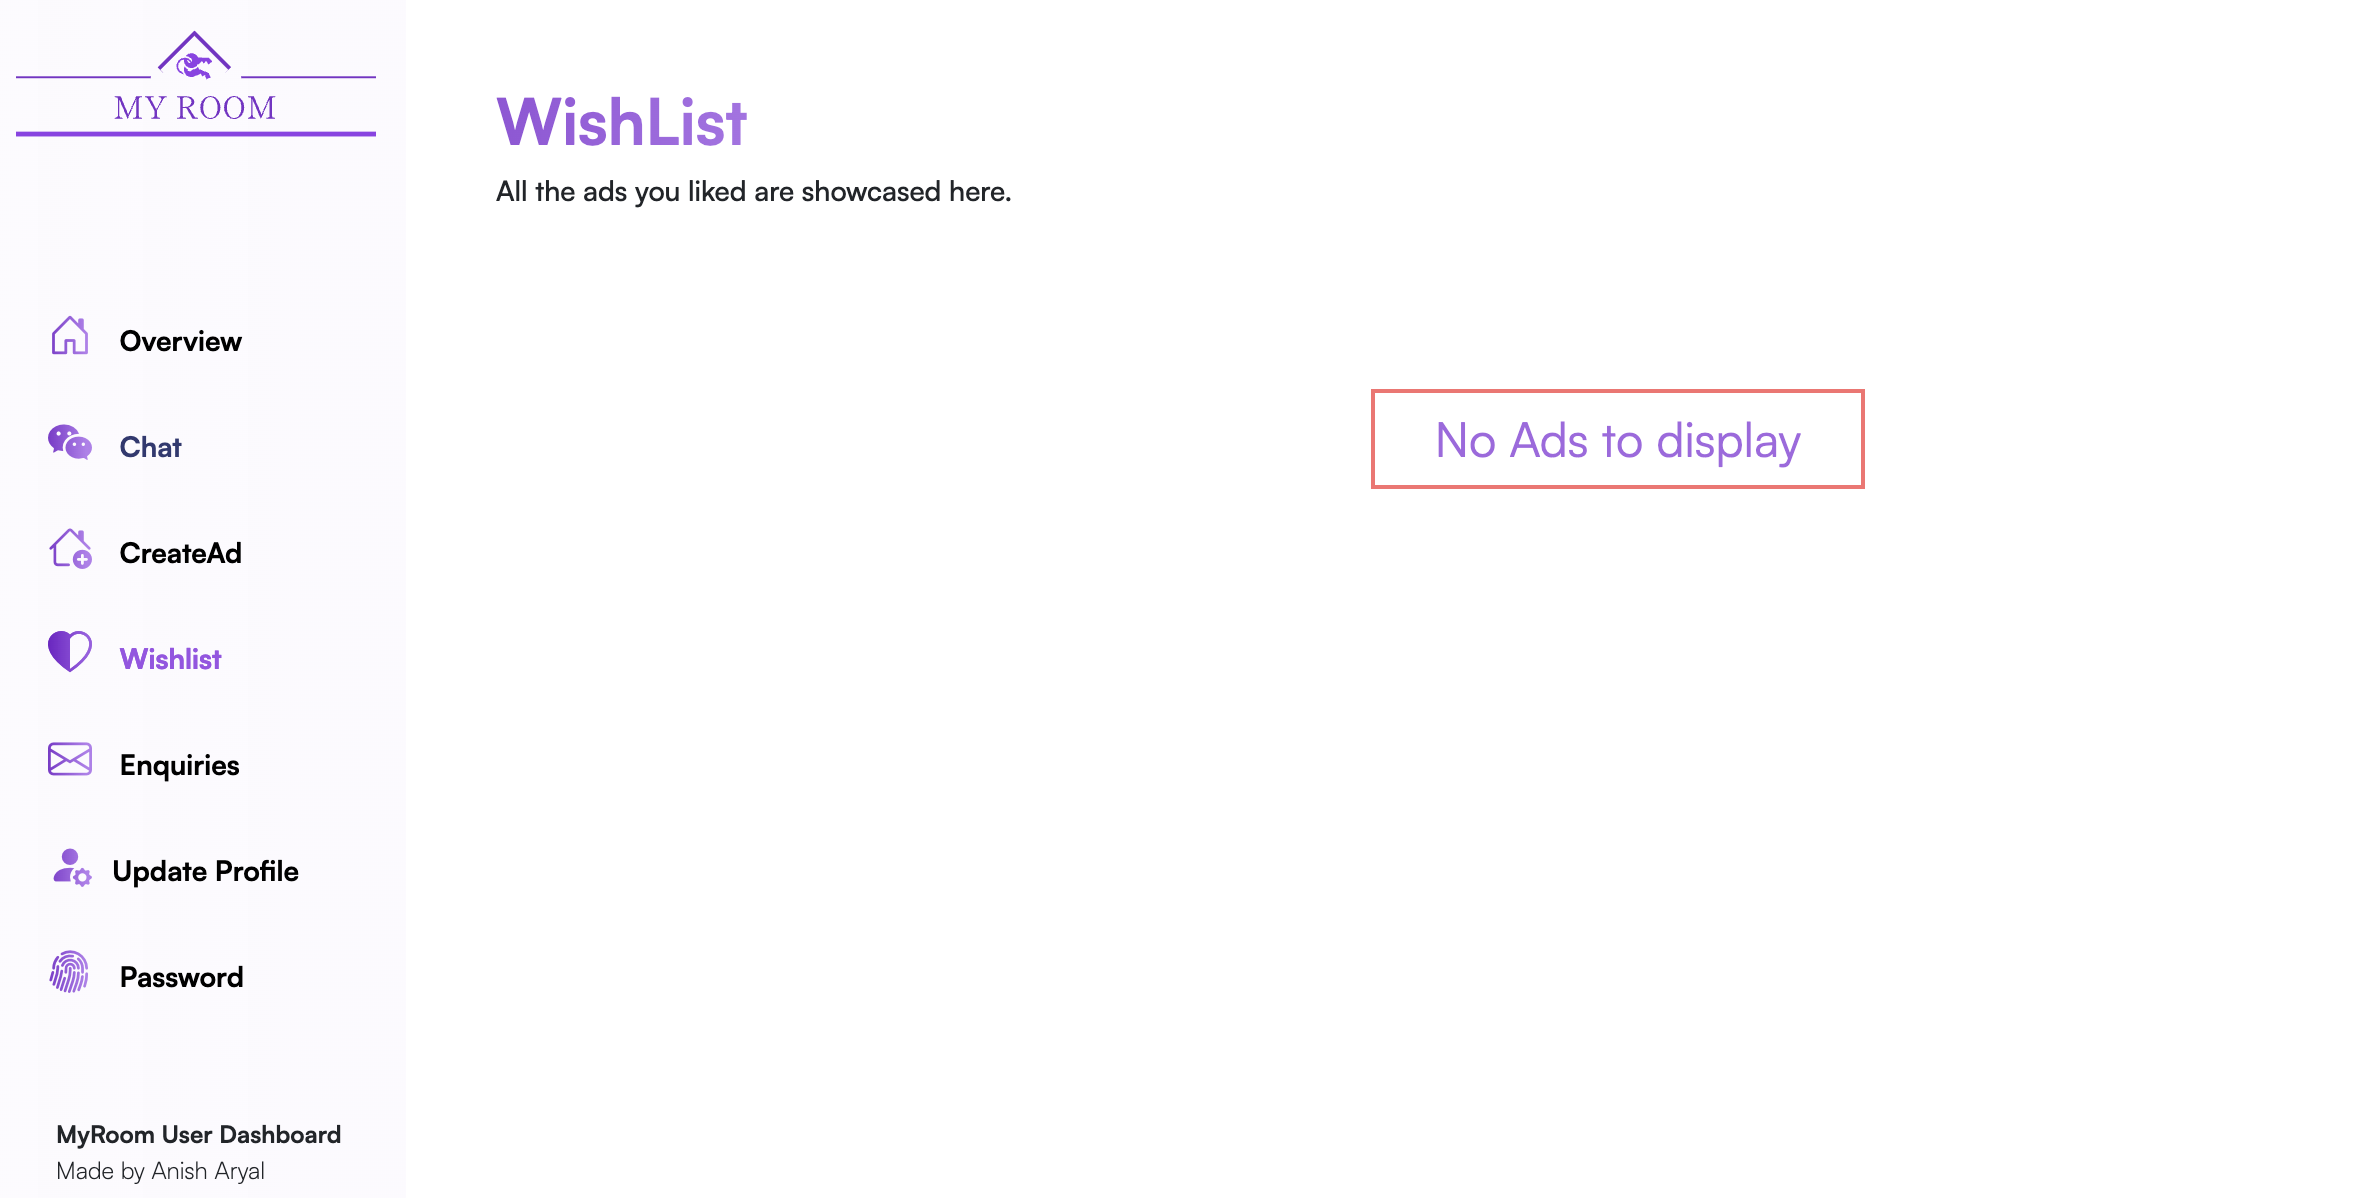 MY ROOM
WishList
All the ads you liked are showcased here.
No Ads to display
Overview
Chat
CreateAd
Wishlist
Enquiries
Update Profile
Password
MyRoom User Dashboard
Made by Anish Aryal